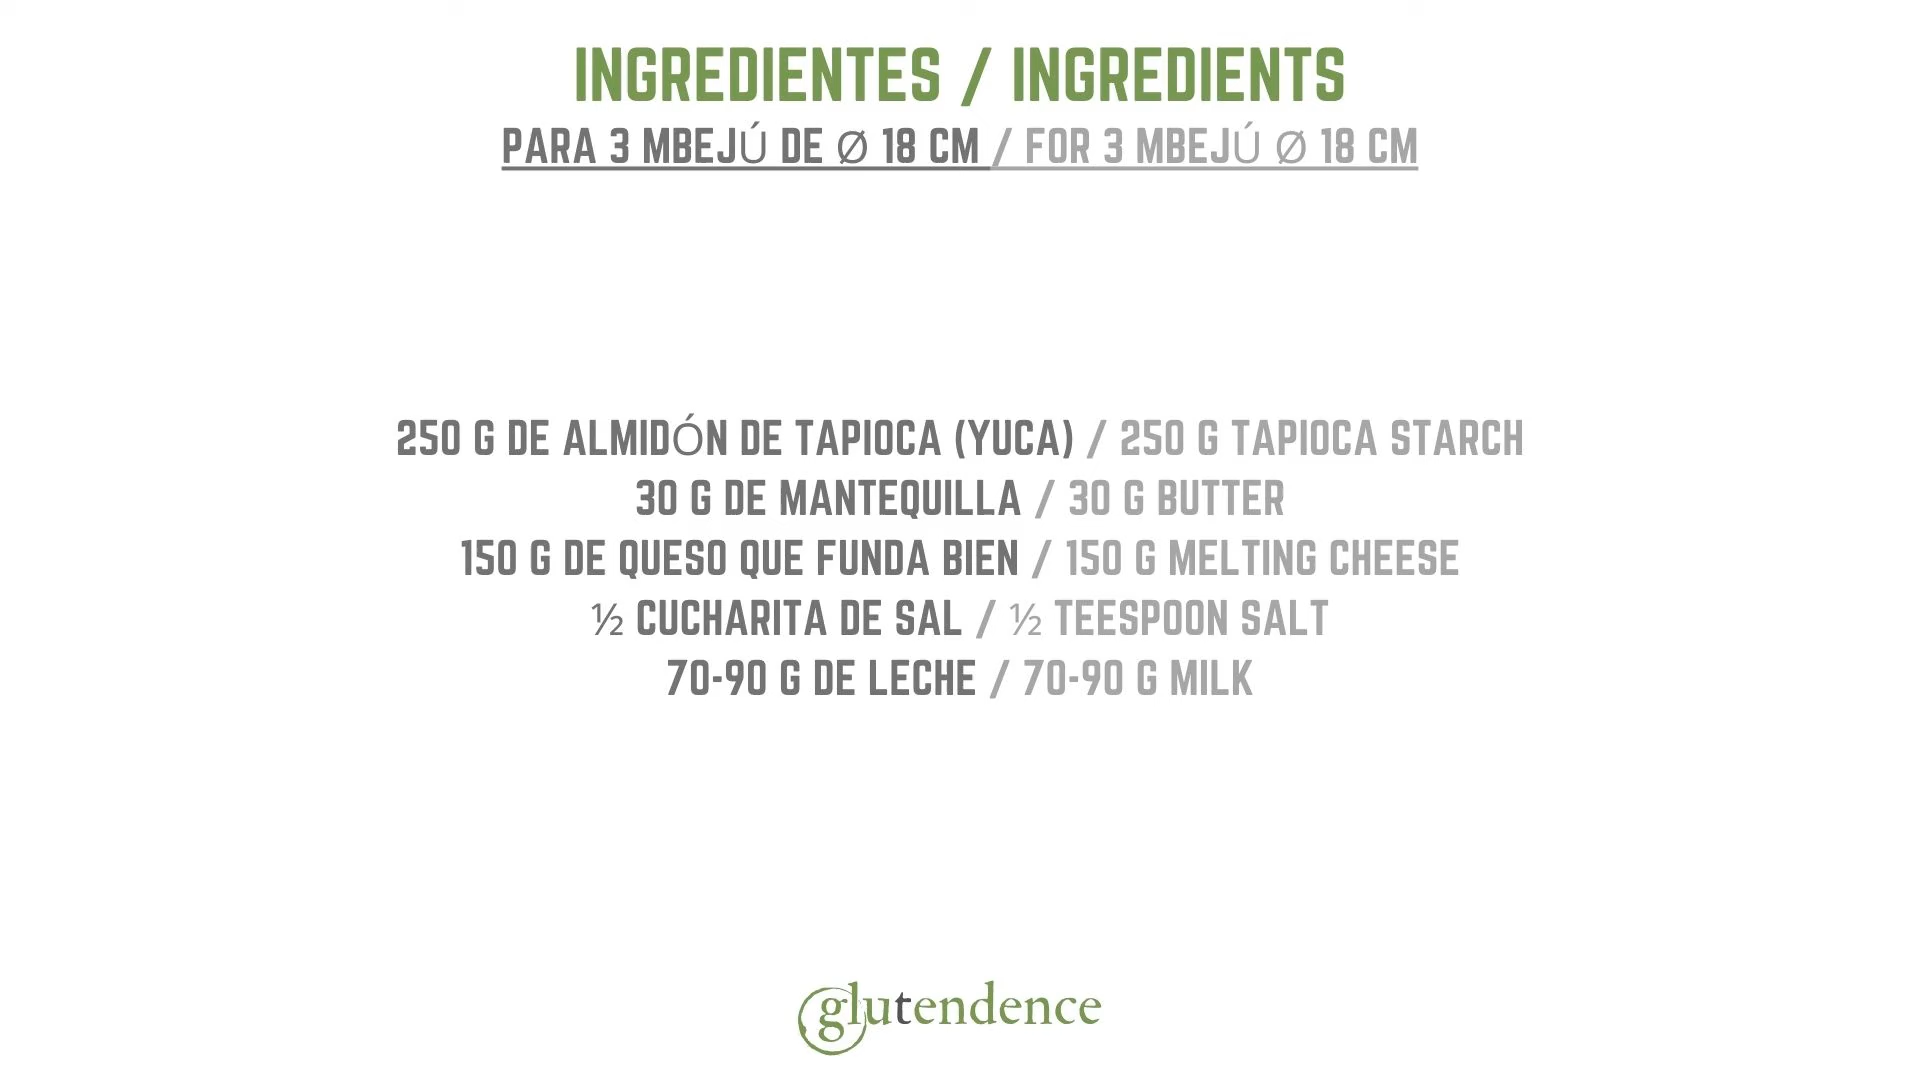 INGREDIENTES / INGREDIENTS
PARA 3 MBEJÚ DE Ø 18 CM / FOR 3 MBEJÚ Ø 18 CM
250 G DE ALMIDÓN DE TAPIOCA (YUCA) / 250 G TAPIOCA STARCH
30 G DE MANTEQUILLA / 30 G BUTTER
150 G DE QUESO QUE FUNDA BIEN / 150 G MELTING CHEESE
½ CUCHARITA DE SAL / ½ TEESPOON SALT
70-90 G DE LECHE / 70-90 G MILK
glutendence